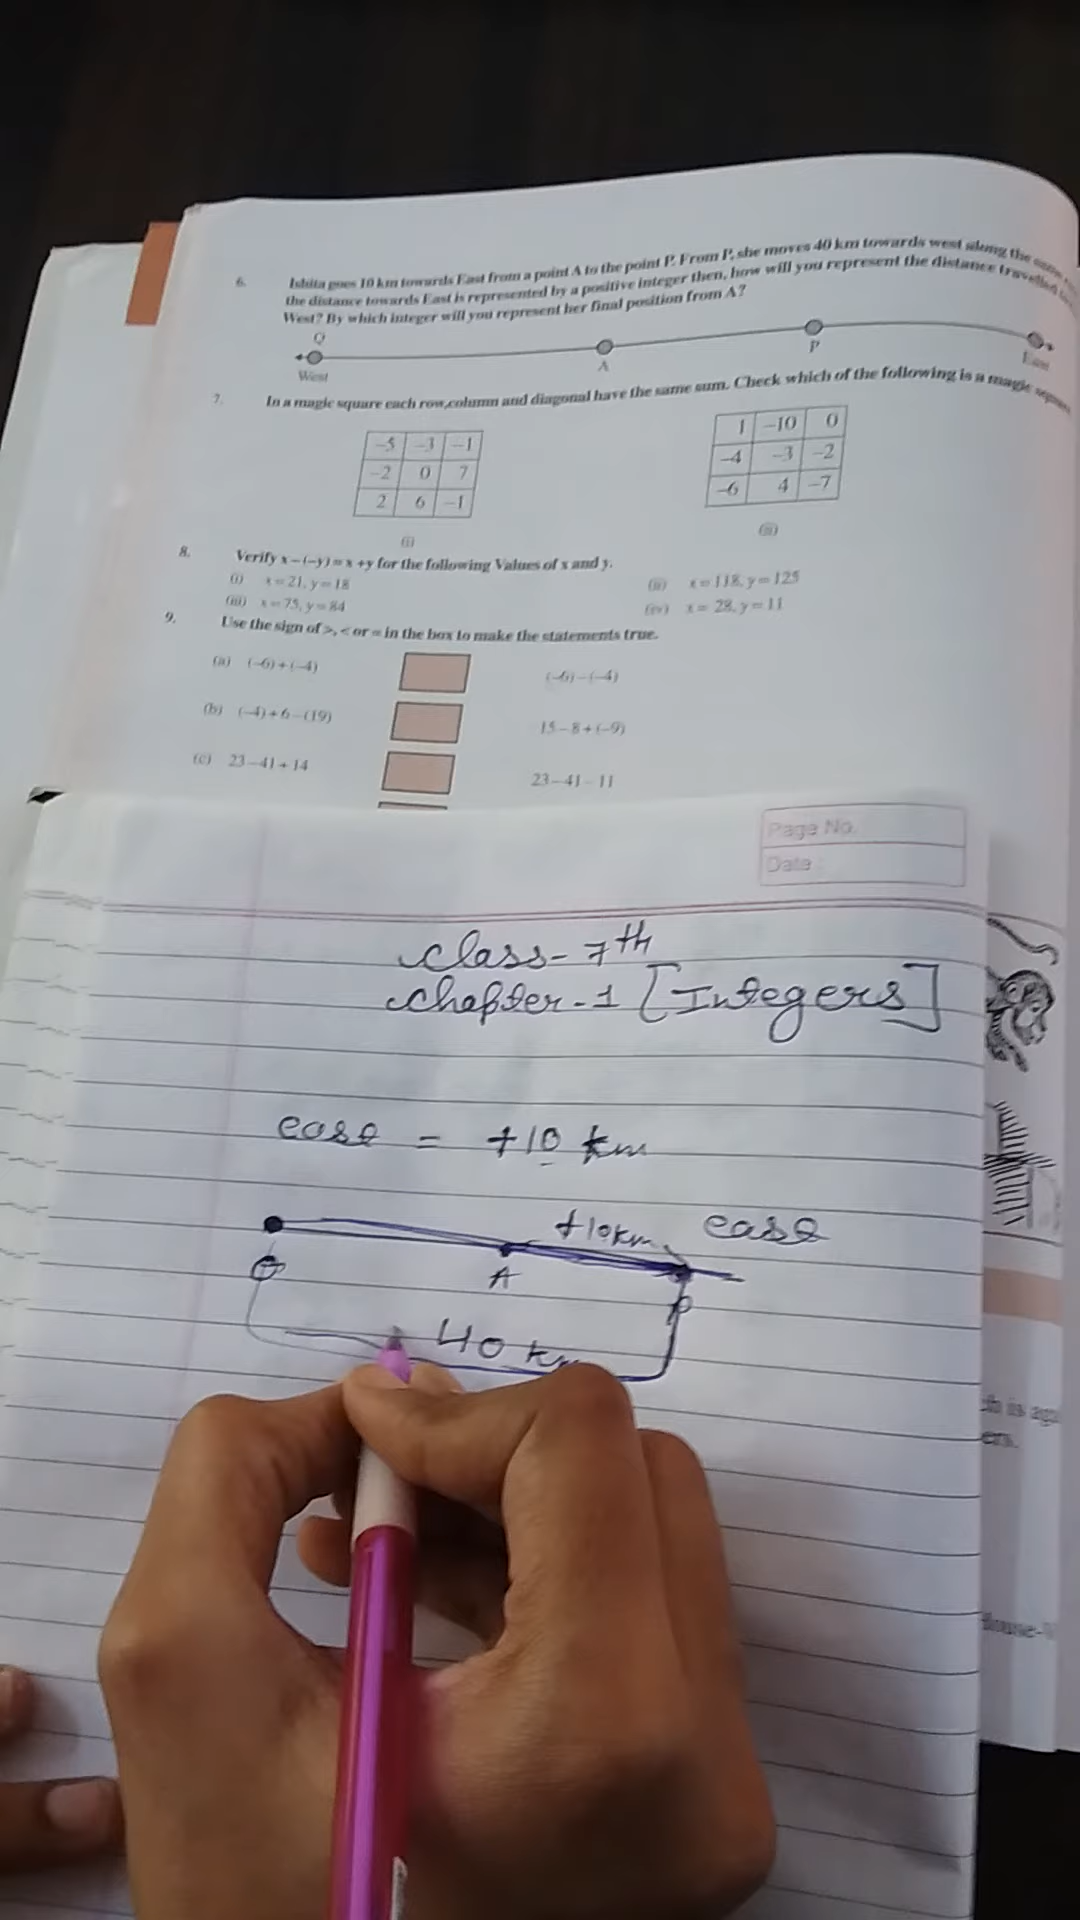 6. Ishita goes 10 km towards East from a point A to the point P. From P, she moves 40 km towards west along the same
the distance towards East is represented by a positive integer then, how will you represent the distance travelled
West? By which integer will you represent her final position from A?
Q
A
P
West
East
7. In a magic square each row,column and diagonal have the same sum. Check which of the following is a magic square
-5 -3 -1
-2 0 7
2 6 -1
(i)
1 -10 0
-4 -3 -2
-6 4 -7
(ii)
8. Verify x-(-y)=x+y for the following Values of x and y.
(i) x=21, y=18 (ii) x=118, y=125
(iii) x=75, y=84 (iv) x= 28, y=11
9. Use the sign of >, < or = in the box to make the statements true.
(a) (-6)+(-4) (-6)-(-4)
(b) (-4)+6-(19) 15-8+(-9)
(c) 23-41+14 23-41-11
Page No.
Date :
class-7th
chapter-1 [Integers]
= +10 km
+10km
A
P
40 km
ers.